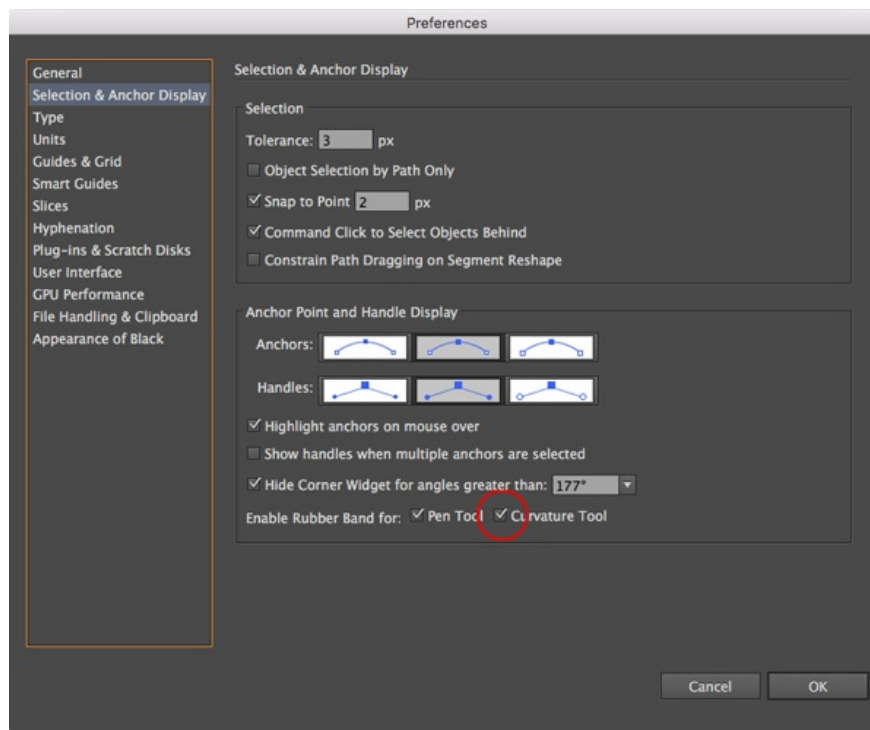 Preferences
General
Selection & Anchor Display
Type
Units
Guides & Grid
Smart Guides
Slices
Hyphenation
Plug-ins & Scratch Disks
User Interface
GPU Performance
File Handling & Clipboard
Appearance of Black
Selection & Anchor Display
Selection
Tolerance: 3 px
Object Selection by Path Only
Snap to Point 2 px
Command Click to Select Objects Behind
Constrain Path Dragging on Segment Reshape
Anchor Point and Handle Display
Anchors:
Handles:
Highlight anchors on mouse over
Show handles when multiple anchors are selected
Hide Corner Widget for angles greater than: 177°
Enable Rubber Band for: Pen Tool Curvature Tool
Cancel OK